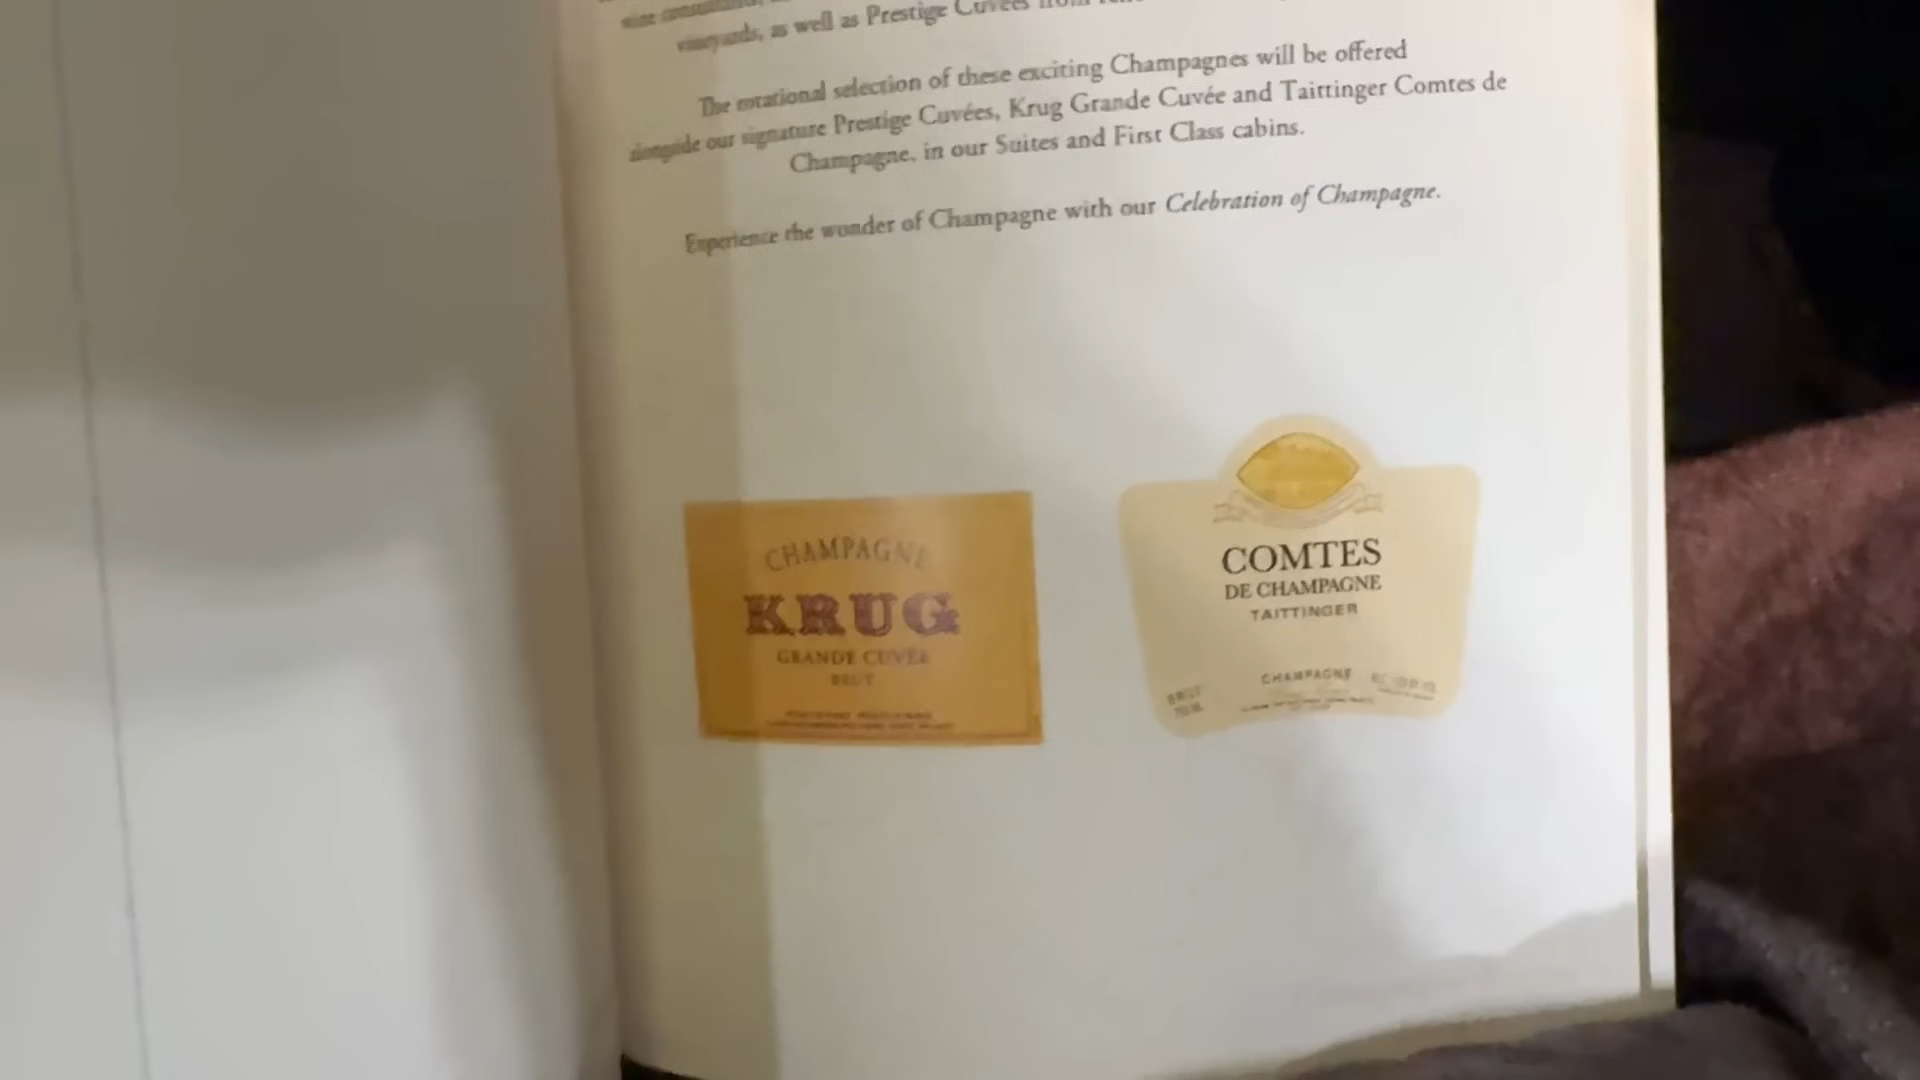 vineyards, as well as Prestige Cuvées from
The rotational selection of these exciting Champagnes will be offered
alongside our signature Prestige Cuvées, Krug Grande Cuvée and Taittinger Comtes de
Champagne, in our Suites and First Class cabins.
Experience the wonder of Champagne with our Celebration of Champagne.
CHAMPAGNE
KRUG
GRANDE CUVÉE
BRUT
COMTES
DE CHAMPAGNE
TAITTINGER
CHAMPAGNE
BRUT